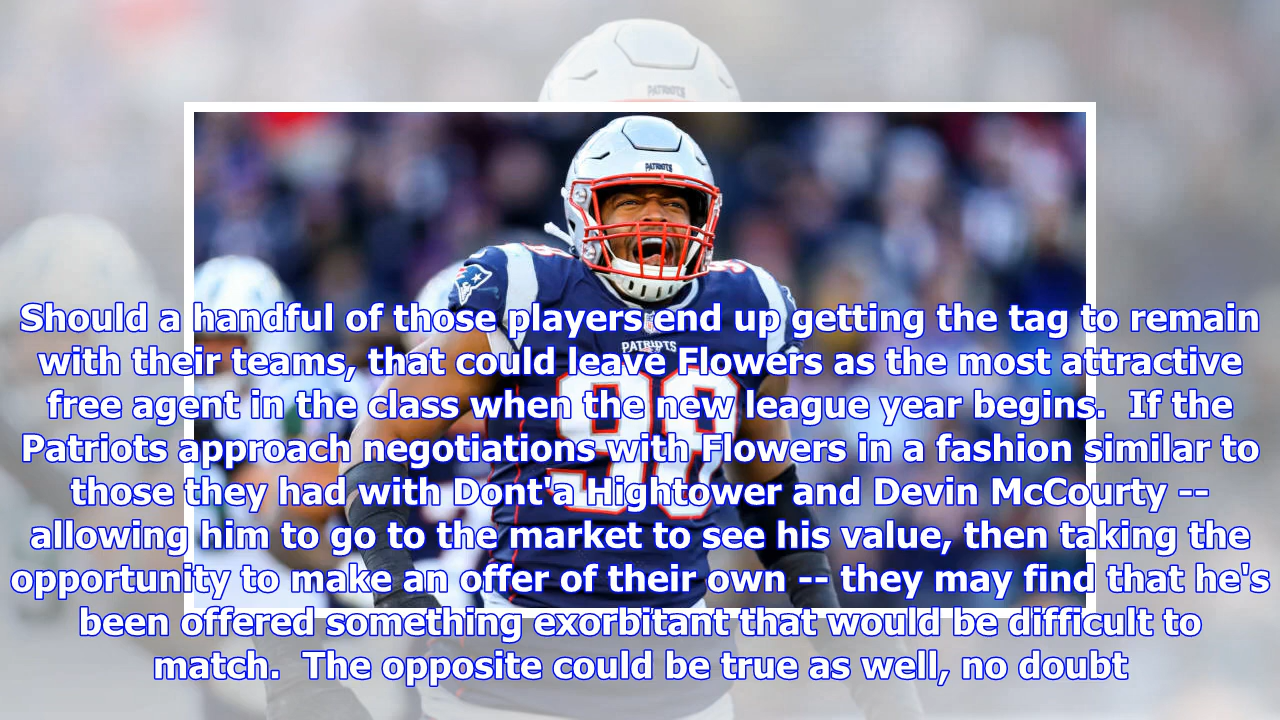 PATRIOTS
PATRIOTS
Should a handful of those players end up getting the tag to remain
PATRIOTS
with their teams, that could leave Flowers as the most attractive
free agent in the class when the new league year begins.  If the
98
Patriots approach negotiations with Flowers in a fashion similar to
those they had with Dont'a Hightower and Devin McCourty --
allowing him to go to the market to see his value, then taking the
opportunity to make an offer of their own -- they may find that he's
been offered something exorbitant that would be difficult to
match.  The opposite could be true as well, no doubt